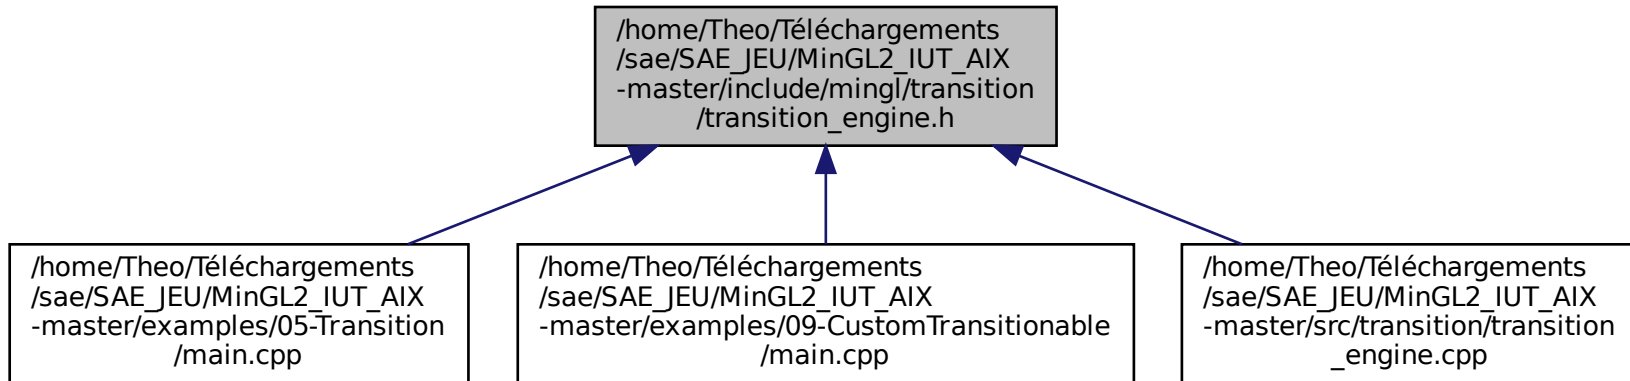 /home/Theo/Téléchargements
/sae/SAE_JEU/MinGL2_IUT_AIX
-master/include/mingl/transition
/transition_engine.h
/home/Theo/Téléchargements
/sae/SAE_JEU/MinGL2_IUT_AIX
-master/examples/05-Transition
/main.cpp
/home/Theo/Téléchargements
/sae/SAE_JEU/MinGL2_IUT_AIX
-master/examples/09-CustomTransitionable
/main.cpp
/home/Theo/Téléchargements
/sae/SAE_JEU/MinGL2_IUT_AIX
-master/src/transition/transition
_engine.cpp